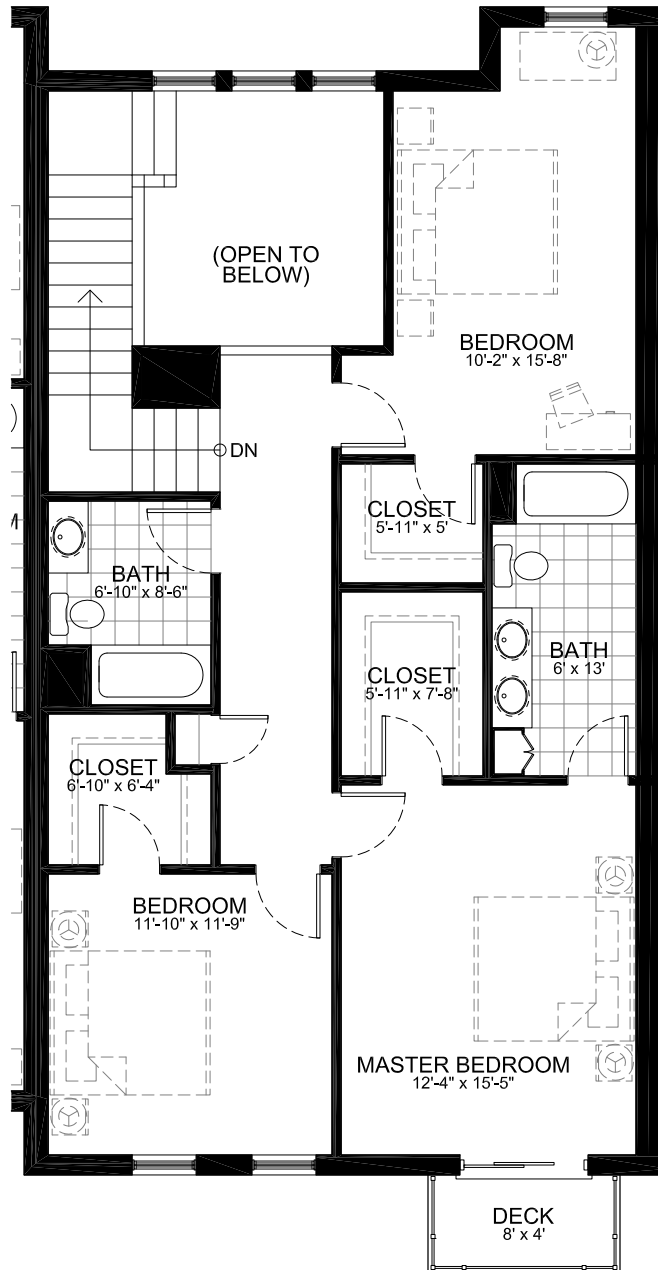 (OPEN TO
BELOW)
BEDROOM
10'-2" x 15'-8"
DN
CLOSET
5'-11" x 5'
BATH
6'-10" x 8'-6"
BATH
6' x 13'
CLOSET
5'-11" x 7'-8"
CLOSET
6'-10" x 6'-4"
BEDROOM
11'-10" x 11'-9"
MASTER BEDROOM
12'-4" x 15'-5"
DECK
8' x 4'